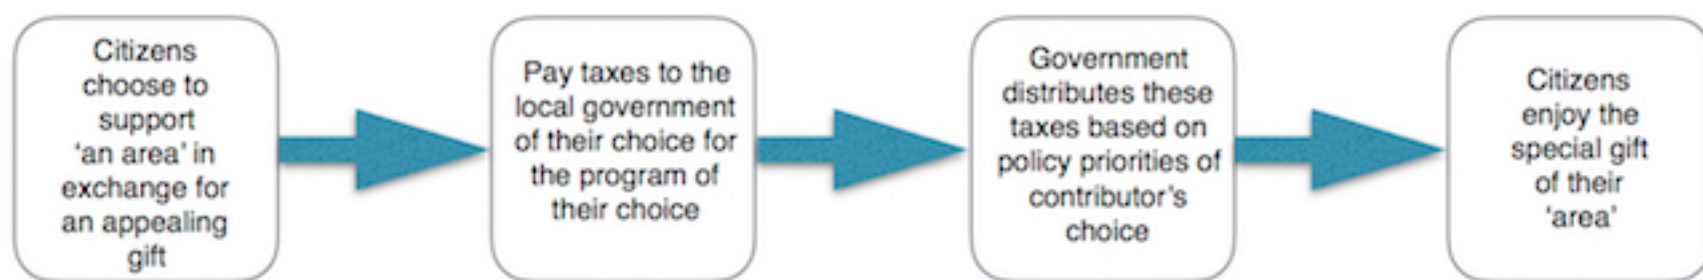 Citizens
choose to
support
‘an area’ in
exchange for
an appealing
gift
Pay taxes to the
local government
of their choice for
the program of
their choice
Government
distributes these
taxes based on
policy priorities of
contributor’s
choice
Citizens
enjoy the
special gift
of their
‘area’